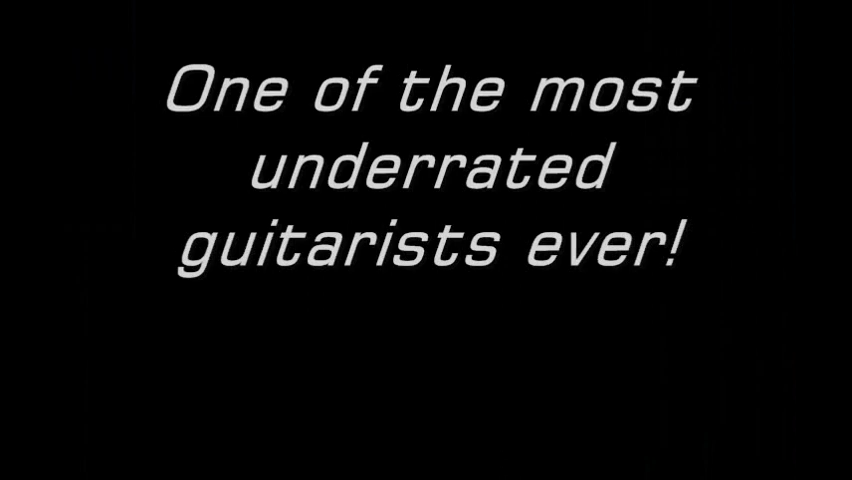 One of the most
underrated
guitarists ever!